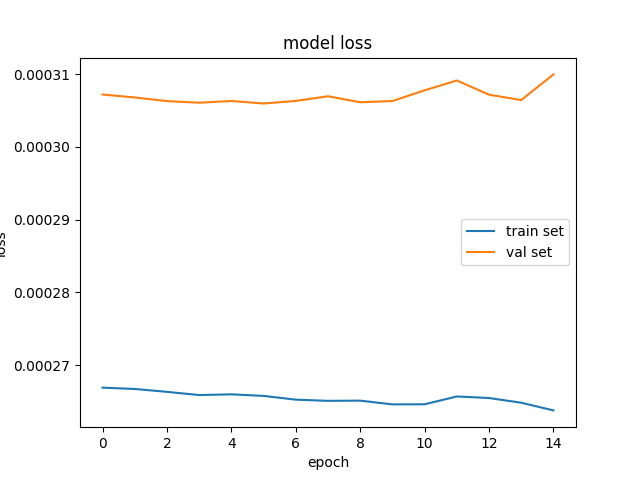 model loss
0.00031
0.00030
0.00029
0.00028
0.00027
loss
train set
val set
0 2 4 6 8 10 12 14
epoch